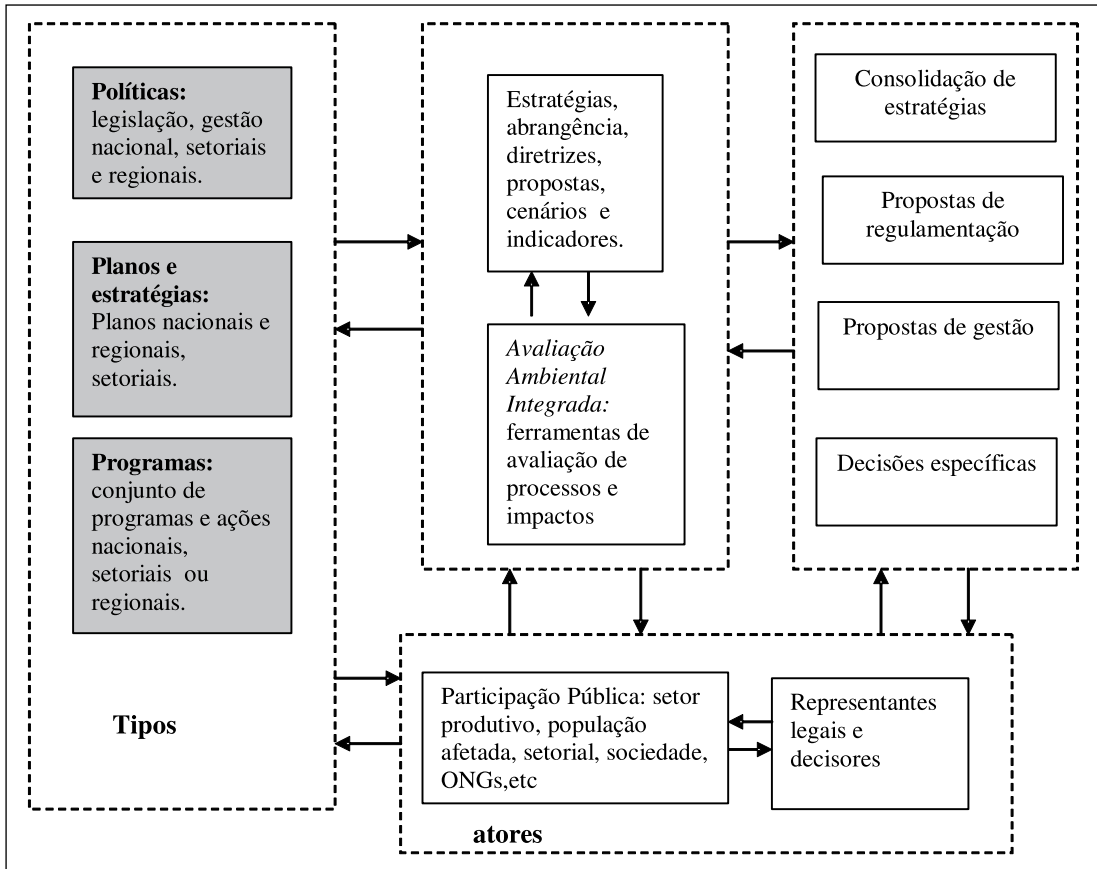 Políticas:
legislação, gestão
nacional, setoriais
e regionais.
Planos e
estratégias:
Planos nacionais e
regionais,
setoriais.
Programas:
conjunto de
programas e ações
nacionais,
setoriais ou
regionais.
Tipos
Estratégias,
abrangência,
diretrizes,
propostas,
cenários e
indicadores.
Avaliação
Ambiental
Integrada:
ferramentas de
avaliação de
processos e
impactos
Consolidação de
estratégias
Propostas de
regulamentação
Propostas de gestão
Decisões específicas
Participação Pública: setor
produtivo, população
afetada, setorial, sociedade,
ONGs,etc
Representantes
legais e
decisores
atores